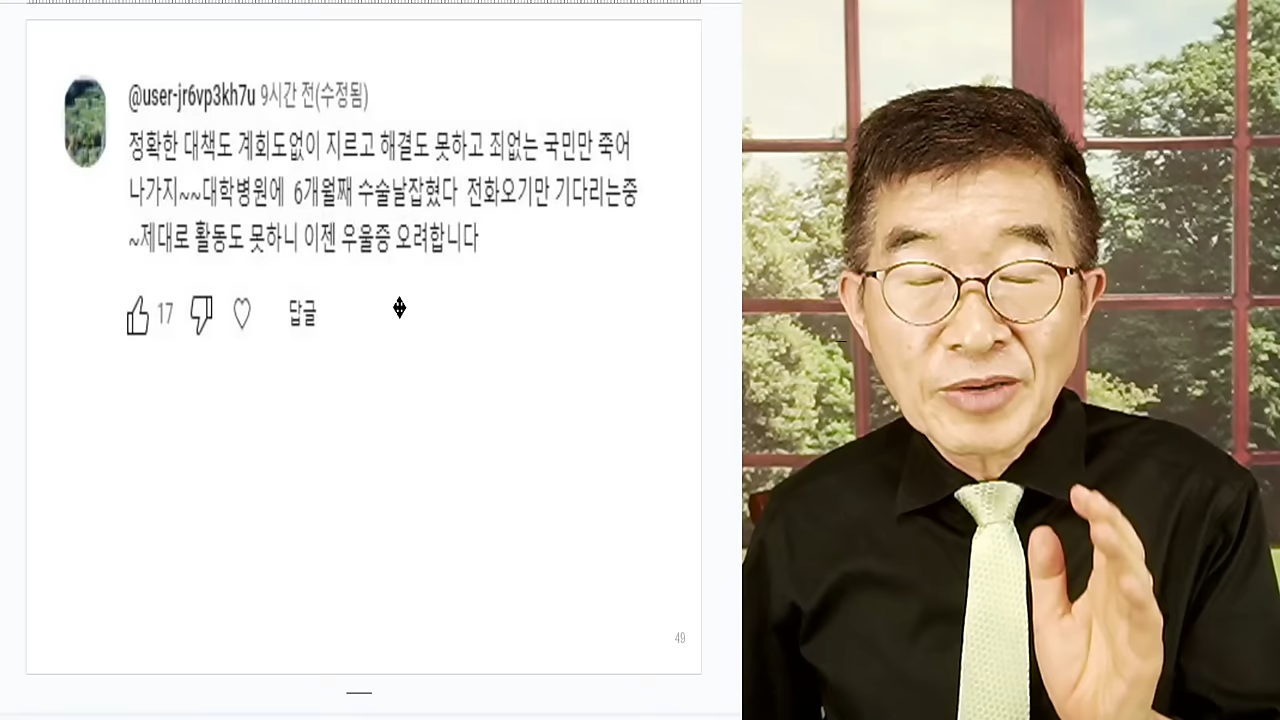 @user-jr6vp3kh7u 9시간 전(수정됨)
정확한 대책도 계회도없이 지르고 해결도 못하고 죄없는 국민만 죽어
나가지~~대학병원에 6개월째 수술날잡혔다 전화오기만 기다리는중
~제대로 활동도 못하니 이젠 우울증 오려합니다
17 답글
49